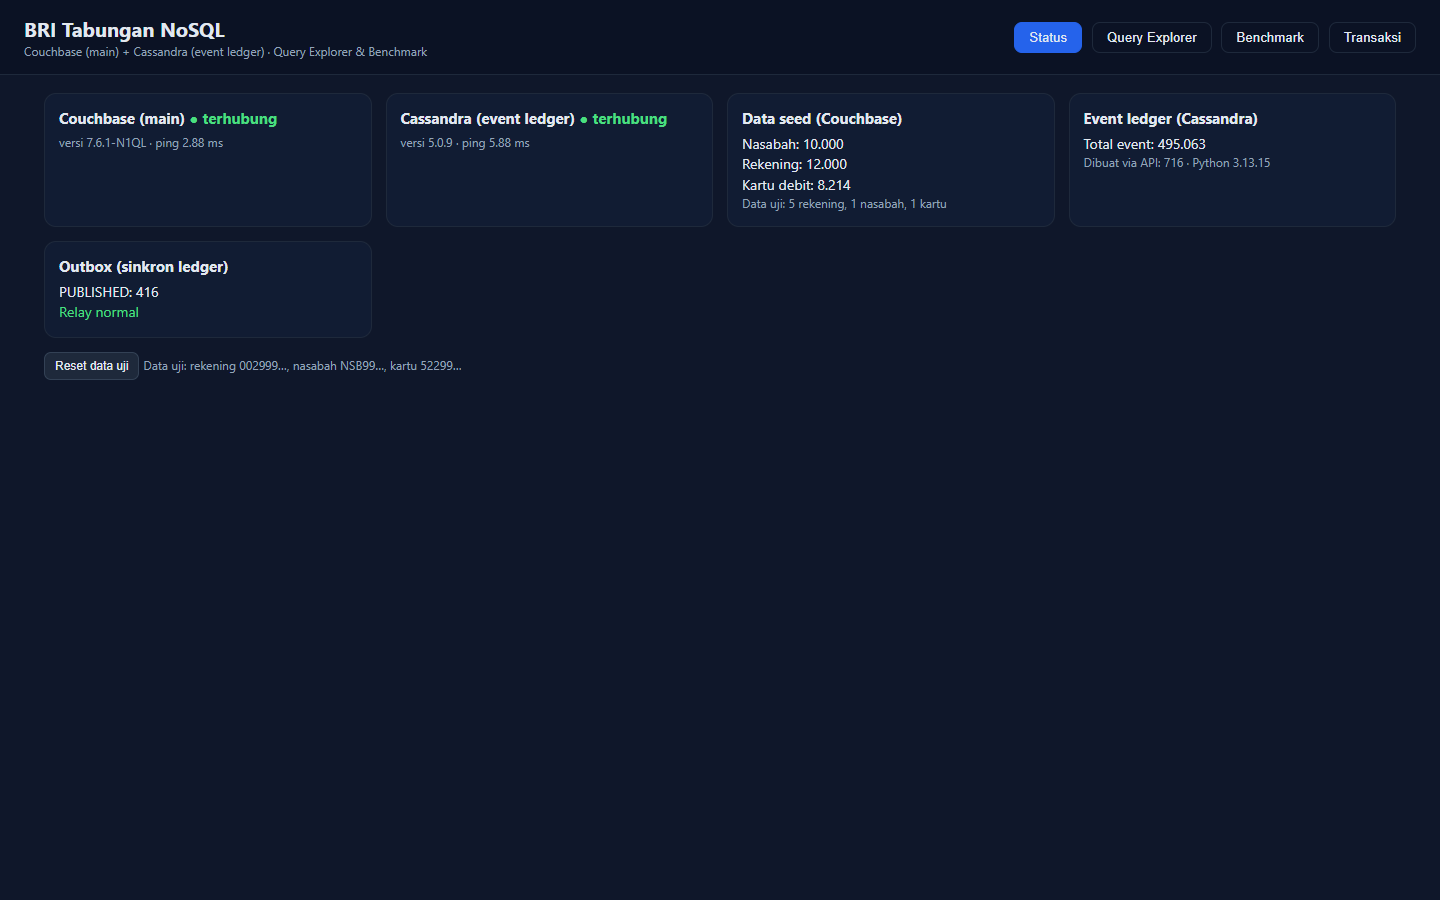 BRI Tabungan NoSQL
Couchbase (main) + Cassandra (event ledger) · Query Explorer & Benchmark
Status
Query Explorer
Benchmark
Transaksi
Couchbase (main) ● terhubung
versi 7.6.1-N1QL · ping 2.88 ms
Cassandra (event ledger) ● terhubung
versi 5.0.9 · ping 5.88 ms
Data seed (Couchbase)
Nasabah: 10.000
Rekening: 12.000
Kartu debit: 8.214
Data uji: 5 rekening, 1 nasabah, 1 kartu
Event ledger (Cassandra)
Total event: 495.063
Dibuat via API: 716 · Python 3.13.15
Outbox (sinkron ledger)
PUBLISHED: 416
Relay normal
Reset data uji
Data uji: rekening 002999..., nasabah NSB99..., kartu 52299...